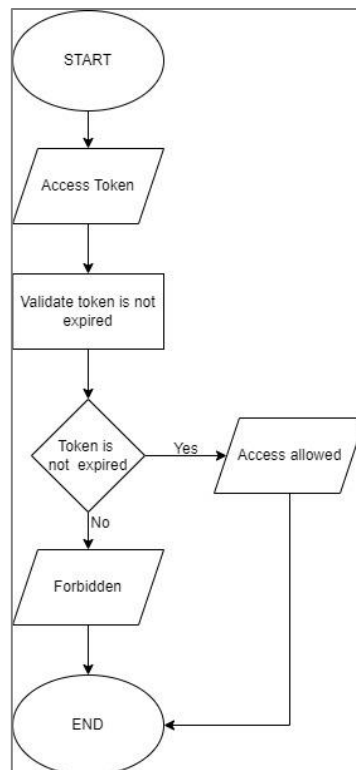 START
Access Token
Validate token is not
expired
Token is
not expired
Yes
Access allowed
No
Forbidden
END